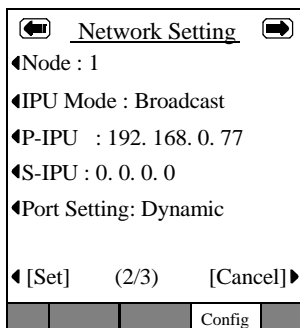 Network Setting
Node : 1
IPU Mode : Broadcast
P-IPU : 192. 168. 0. 77
S-IPU : 0. 0. 0. 0
Port Setting: Dynamic
[Set] (2/3) [Cancel]
Config